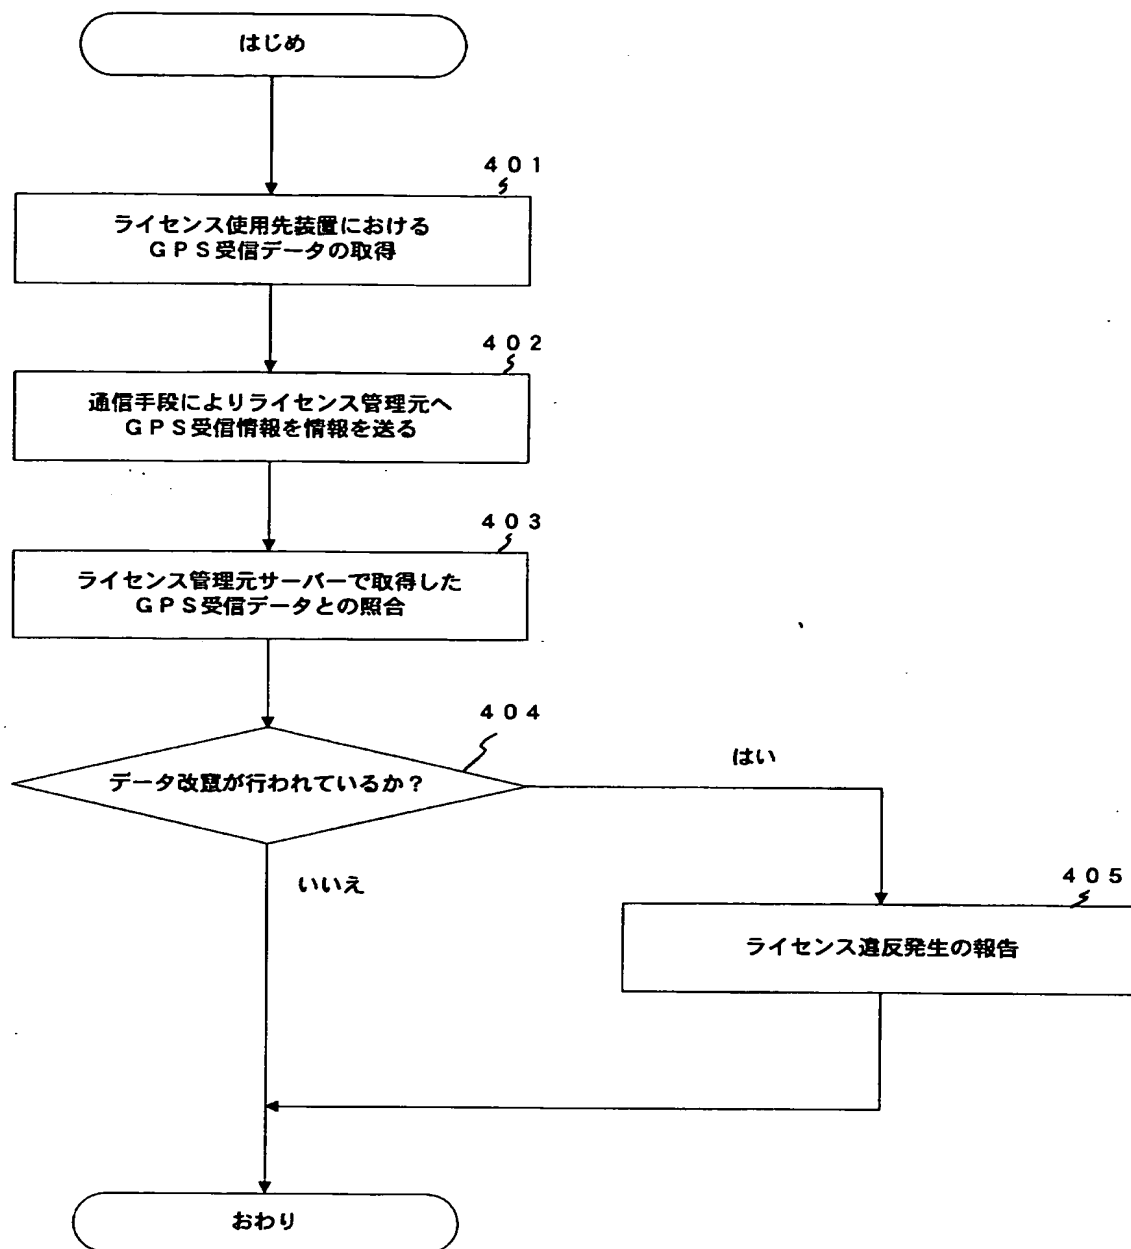 はじめ
401
ライセンス使用先装置における
GPS受信データの取得
402
通信手段によりライセンス管理元へ
GPS受信情報を情報を送る
403
ライセンス管理元サーバーで取得した
GPS受信データとの照合
404
データ改竄が行われているか?
はい
いいえ
405
ライセンス違反発生の報告
おわり